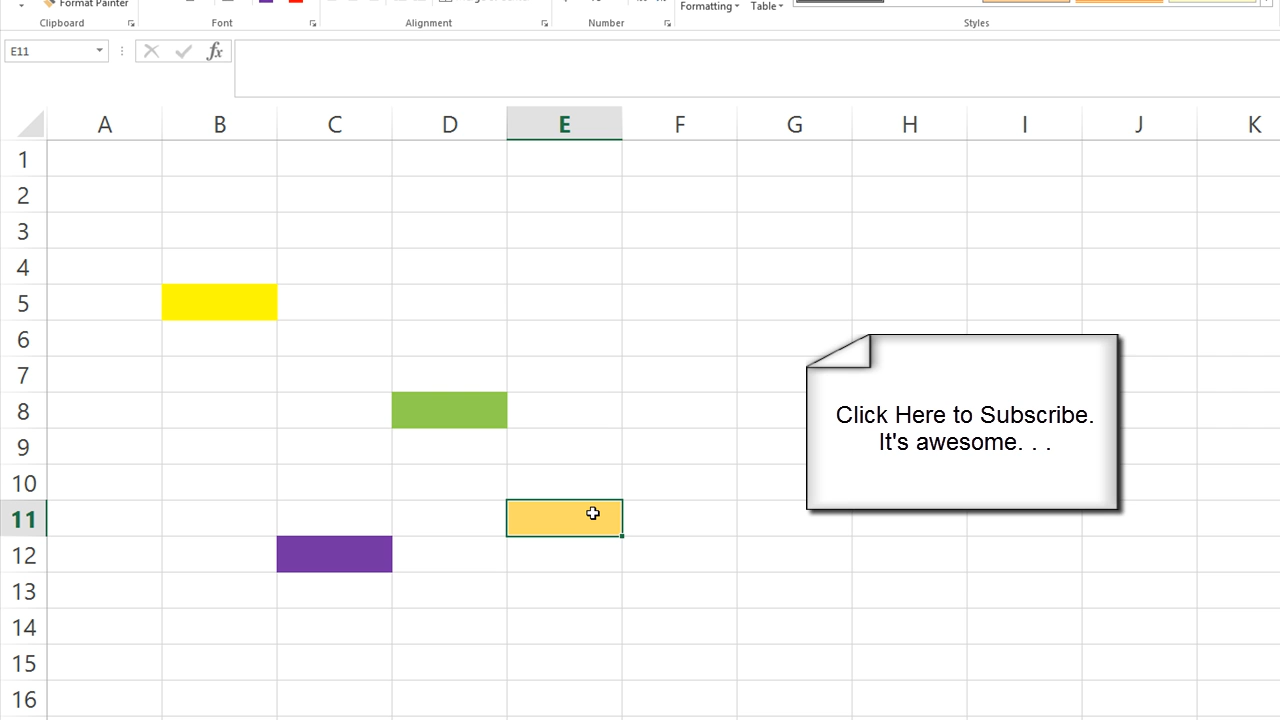 Format Painter
Formatting Table
Clipboard Font Alignment Number Styles
E11 fx
A B C D E F G H I J K
1
2
3
4
5
6
7
8
9
10
11
12
13
14
15
16
Click Here to Subscribe.
It's awesome. . .